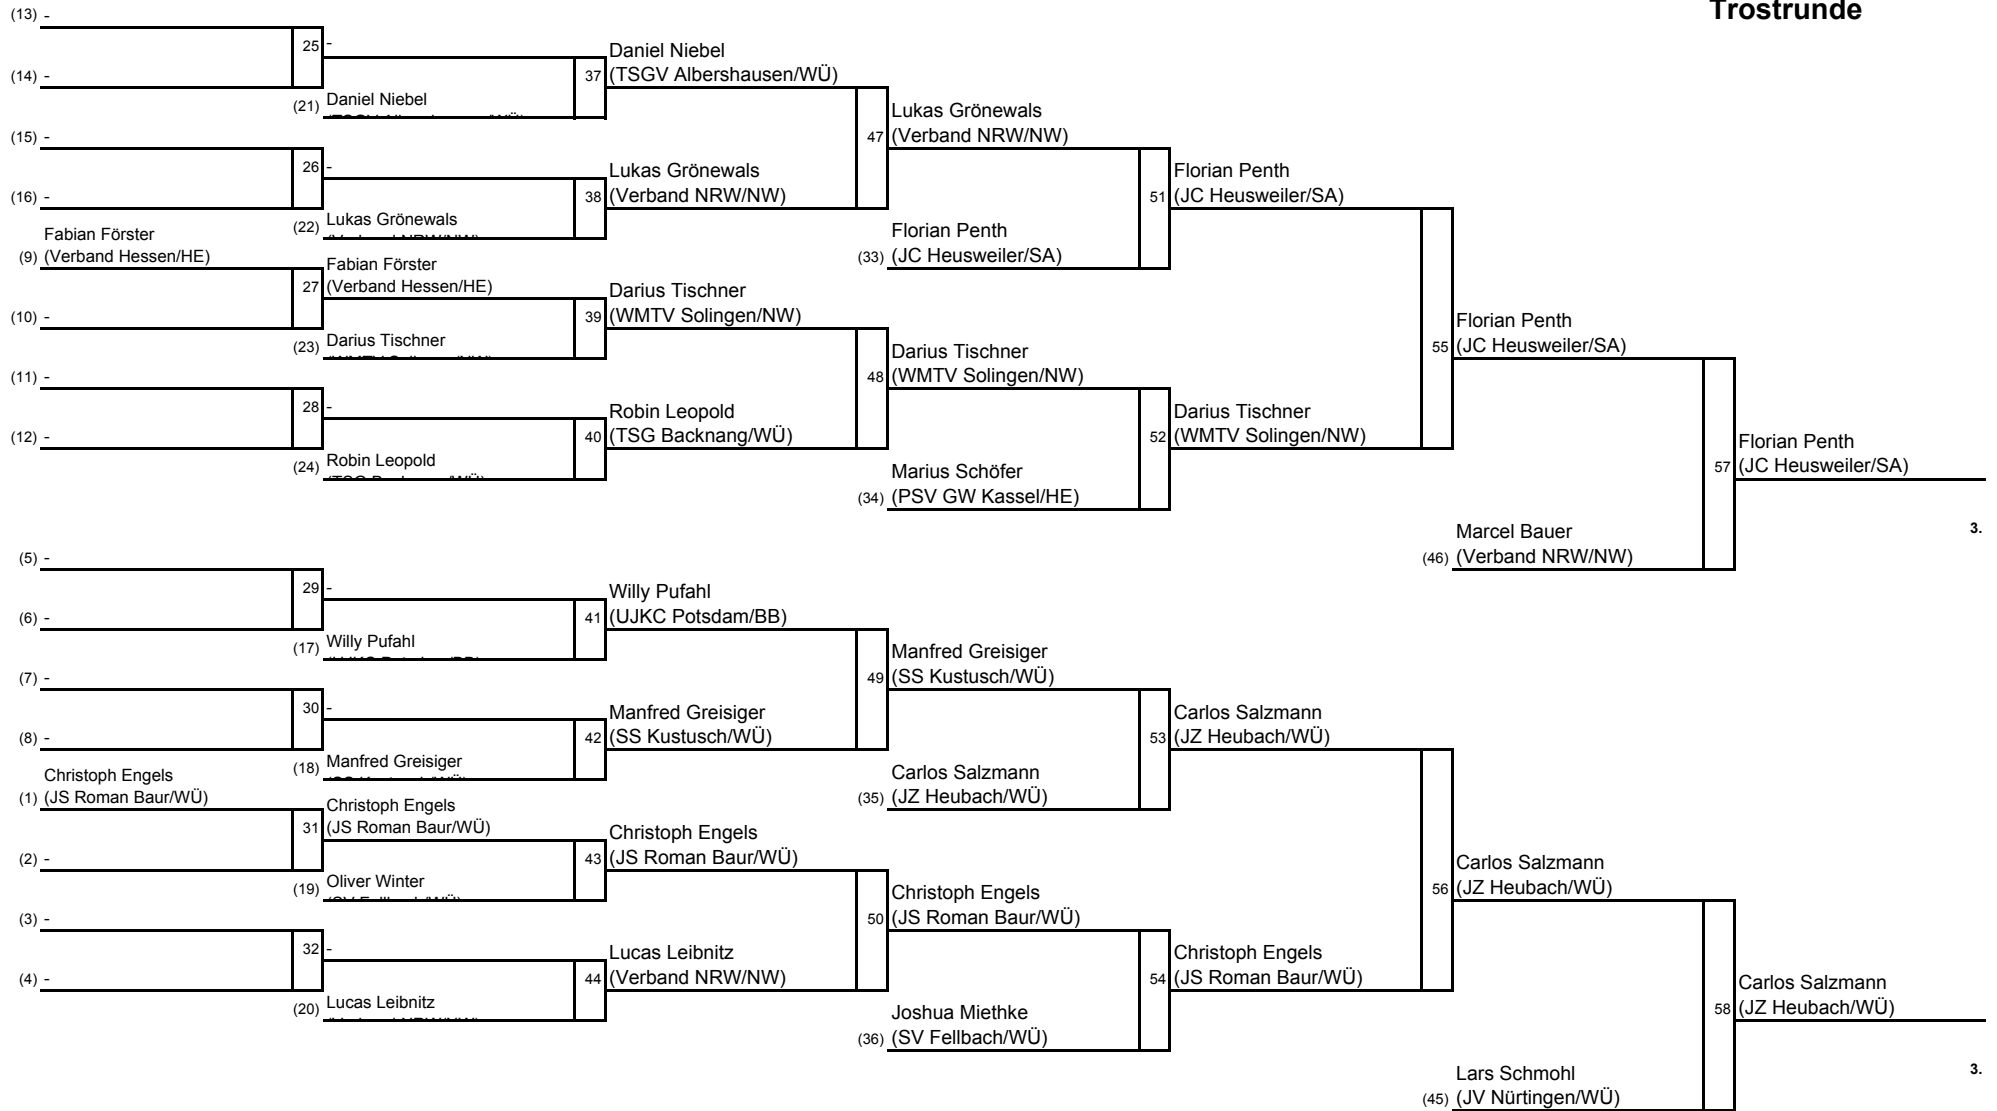 Trostrunde
(13) -
25 -
(14) -
(21) Daniel Niebel
37 Daniel Niebel
(TSGV Albershausen/WÜ)
(15) -
26 -
(16) -
(22) Lukas Grönewals
38 Lukas Grönewals
(Verband NRW/NW)
47 Lukas Grönewals
(Verband NRW/NW)
(33) Florian Penth
(JC Heusweiler/SA)
51 Florian Penth
(JC Heusweiler/SA)
(9) Fabian Förster
(Verband Hessen/HE)
27 Fabian Förster
(Verband Hessen/HE)
(10) -
(23) Darius Tischner
39 Darius Tischner
(WMTV Solingen/NW)
(11) -
28 -
(12) -
(24) Robin Leopold
40 Robin Leopold
(TSG Backnang/WÜ)
48 Darius Tischner
(WMTV Solingen/NW)
(34) Marius Schöfer
(PSV GW Kassel/HE)
52 Darius Tischner
(WMTV Solingen/NW)
55 Florian Penth
(JC Heusweiler/SA)
(46) Marcel Bauer
(Verband NRW/NW)
57 Florian Penth
(JC Heusweiler/SA)
3.
(5) -
29 -
(6) -
(17) Willy Pufahl
41 Willy Pufahl
(UJKC Potsdam/BB)
(7) -
30 -
(8) -
(18) Manfred Greisiger
42 Manfred Greisiger
(SS Kustusch/WÜ)
49 Manfred Greisiger
(SS Kustusch/WÜ)
(35) Carlos Salzmann
(JZ Heubach/WÜ)
53 Carlos Salzmann
(JZ Heubach/WÜ)
(1) Christoph Engels
(JS Roman Baur/WÜ)
31 Christoph Engels
(JS Roman Baur/WÜ)
(2) -
(19) Oliver Winter
43 Christoph Engels
(JS Roman Baur/WÜ)
(3) -
32 -
(4) -
(20) Lucas Leibnitz
44 Lucas Leibnitz
(Verband NRW/NW)
50 Christoph Engels
(JS Roman Baur/WÜ)
(36) Joshua Miethke
(SV Fellbach/WÜ)
54 Christoph Engels
(JS Roman Baur/WÜ)
56 Carlos Salzmann
(JZ Heubach/WÜ)
(45) Lars Schmohl
(JV Nürtingen/WÜ)
58 Carlos Salzmann
(JZ Heubach/WÜ)
3.